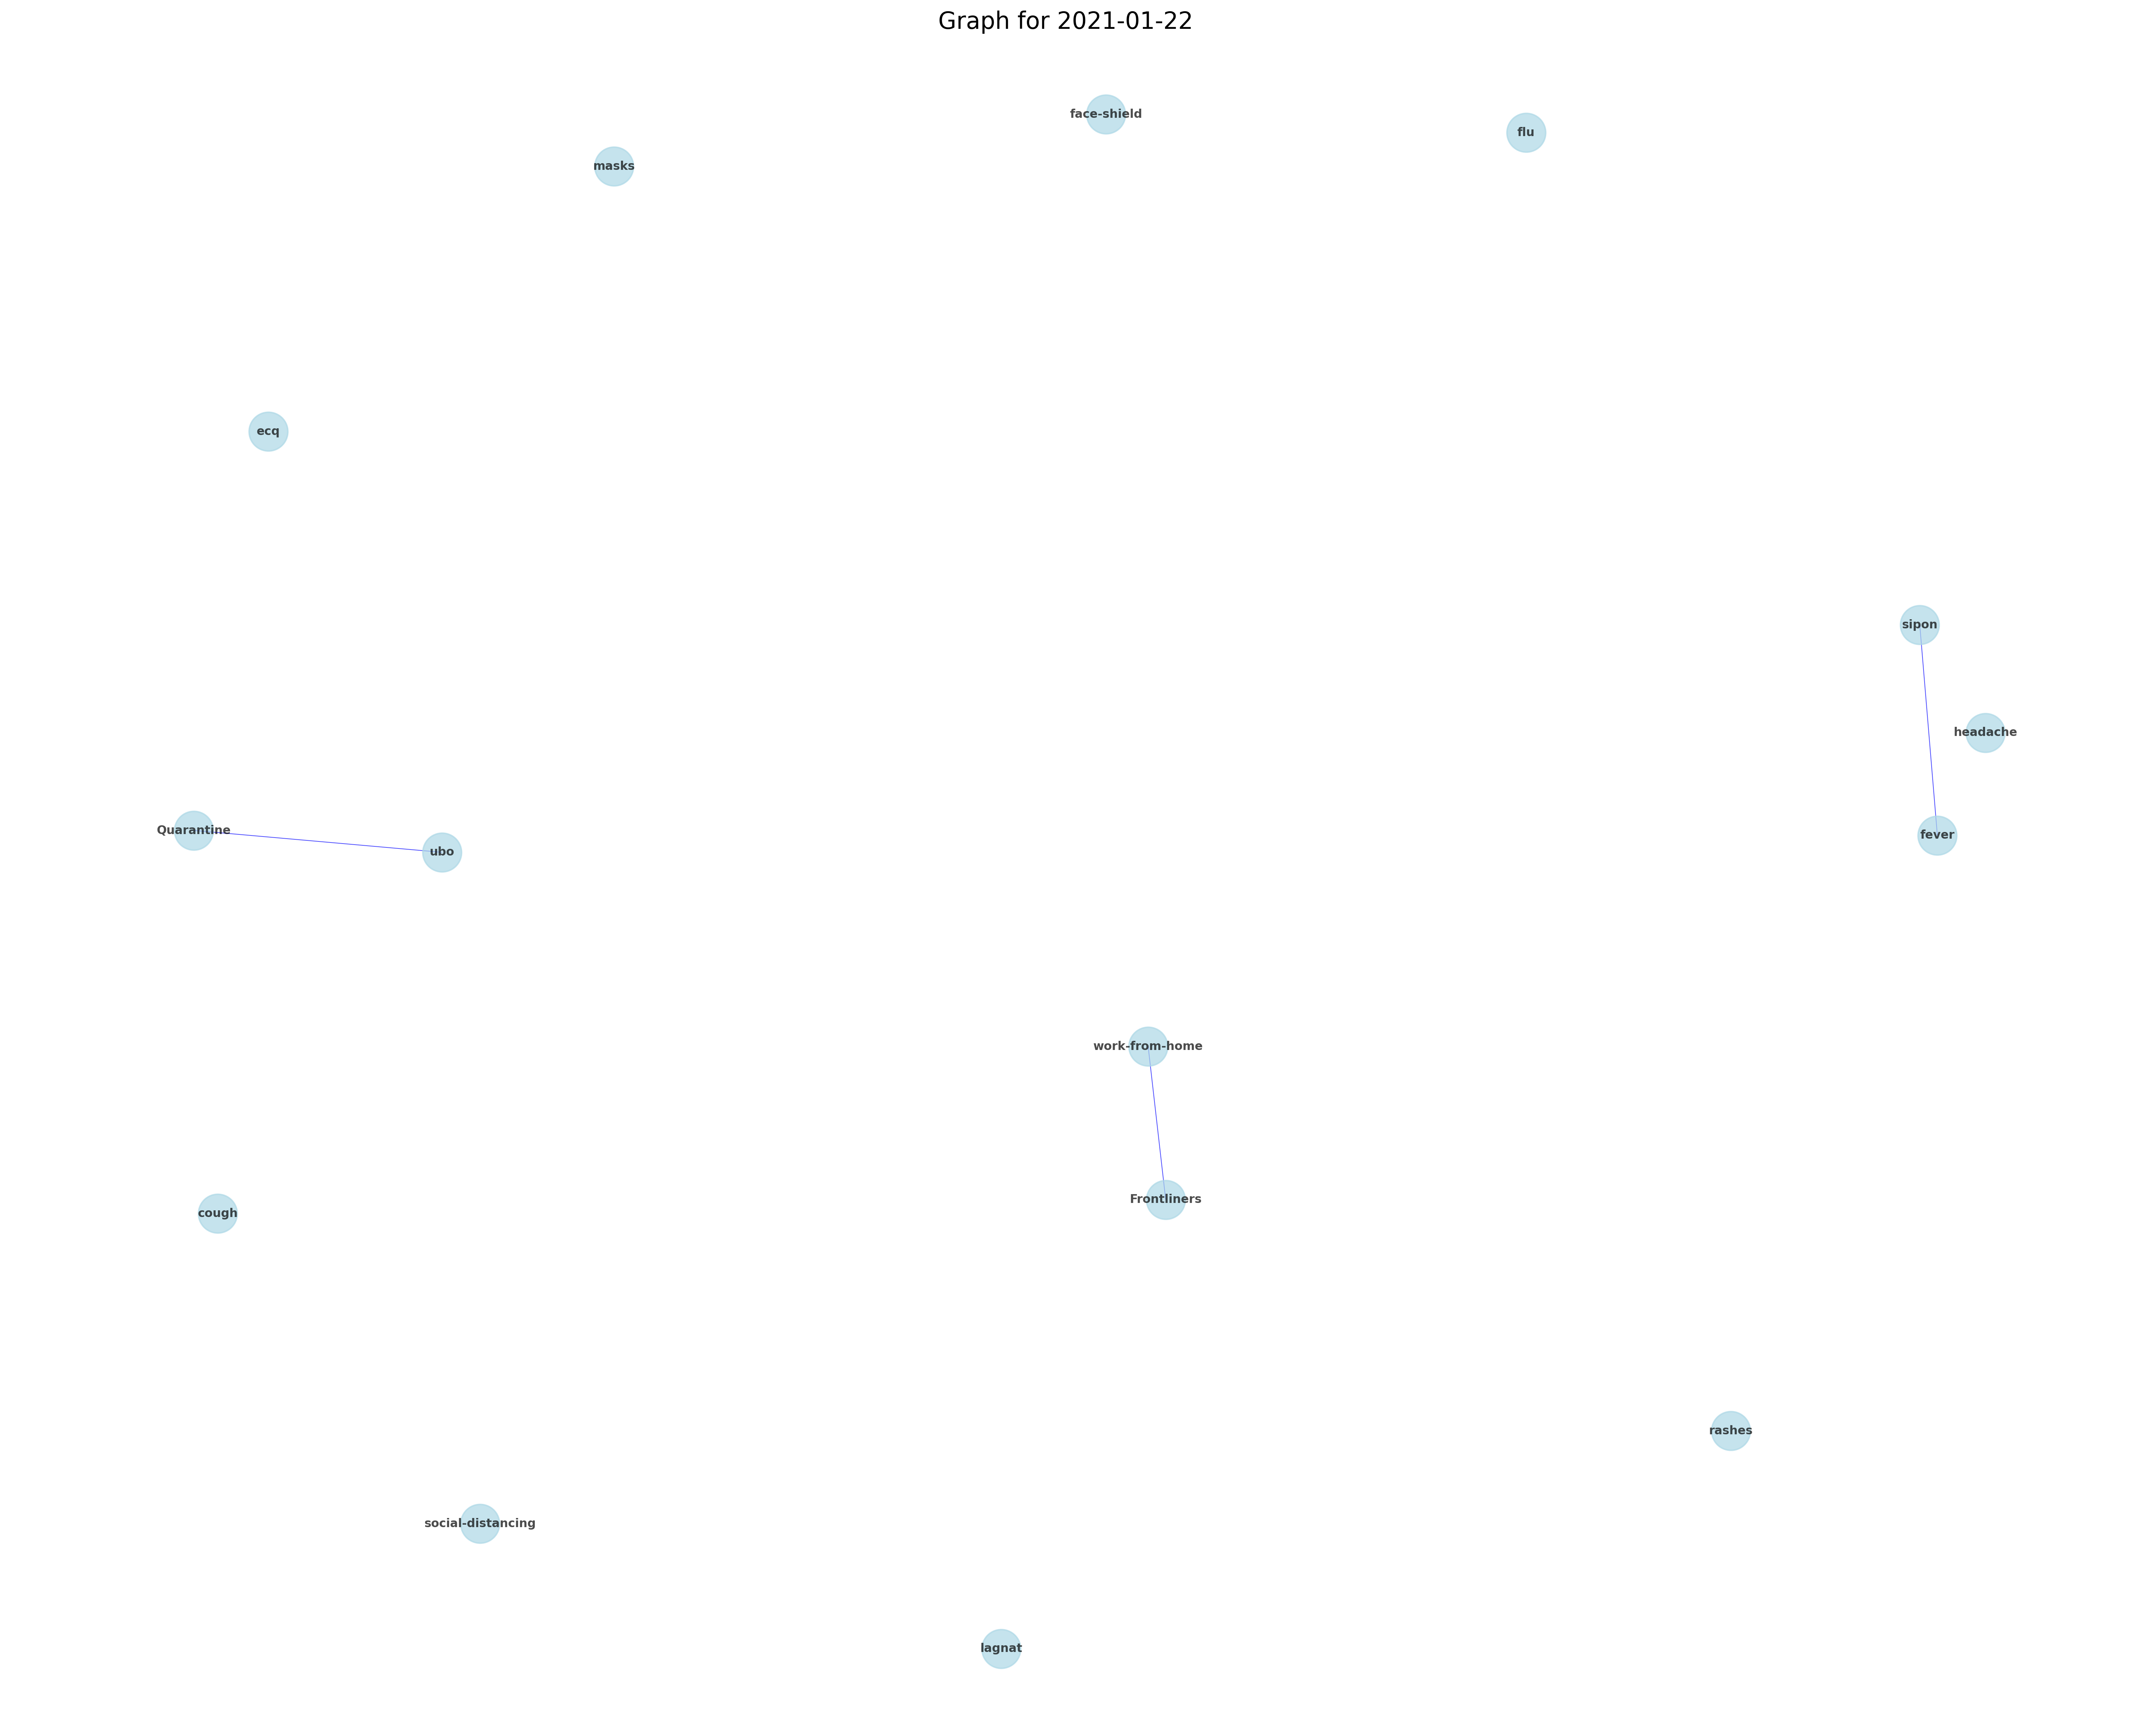 Graph for 2021-01-22
face-shield
flu
masks
ecq
sipon
headache
Quarantine
fever
ubo
work-from-home
Frontliners
cough
rashes
social-distancing
lagnat